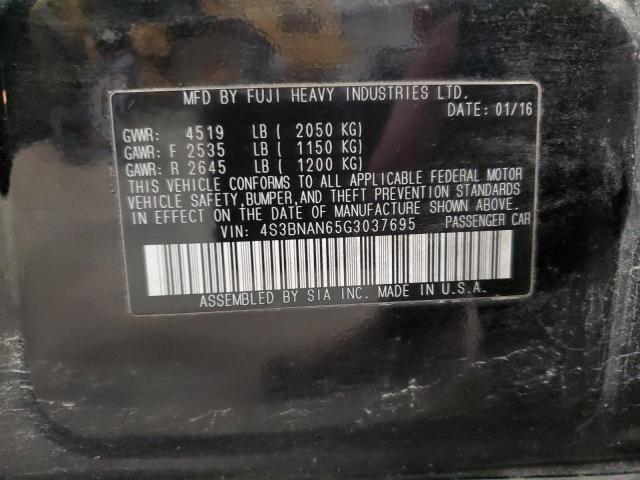 MFD BY FUJI HEAVY INDUSTRIES LTD.
DATE: 01/16
GVWR: 4519 LB ( 2050 KG)
GAWR: F 2535 LB ( 1150 KG)
GAWR: R 2645 LB ( 1200 KG)
THIS VEHICLE CONFORMS TO ALL APPLICABLE FEDERAL MOTOR
VEHICLE SAFETY, BUMPER, AND THEFT PREVENTION STANDARDS
IN EFFECT ON THE DATE OF MANUFACTURE SHOWN ABOVE.
VIN: 4S3BNAN65G3037695 PASSENGER CAR
ASSEMBLED BY SIA INC. MADE IN U.S.A.